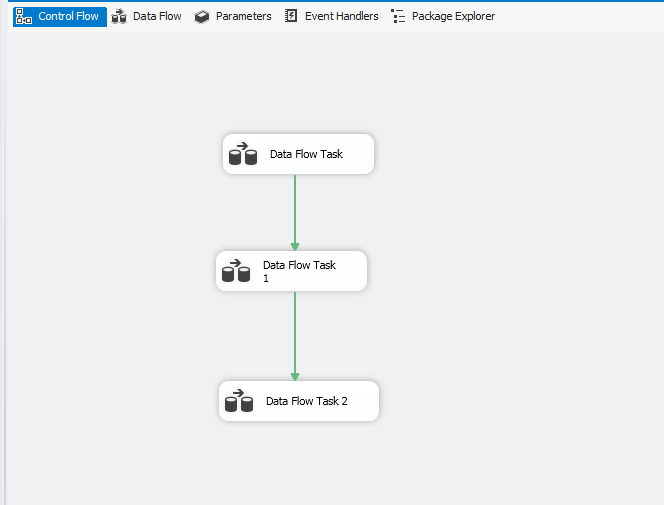 Control Flow
Data Flow
Parameters
Event Handlers
Package Explorer
Data Flow Task
Data Flow Task
1
Data Flow Task 2